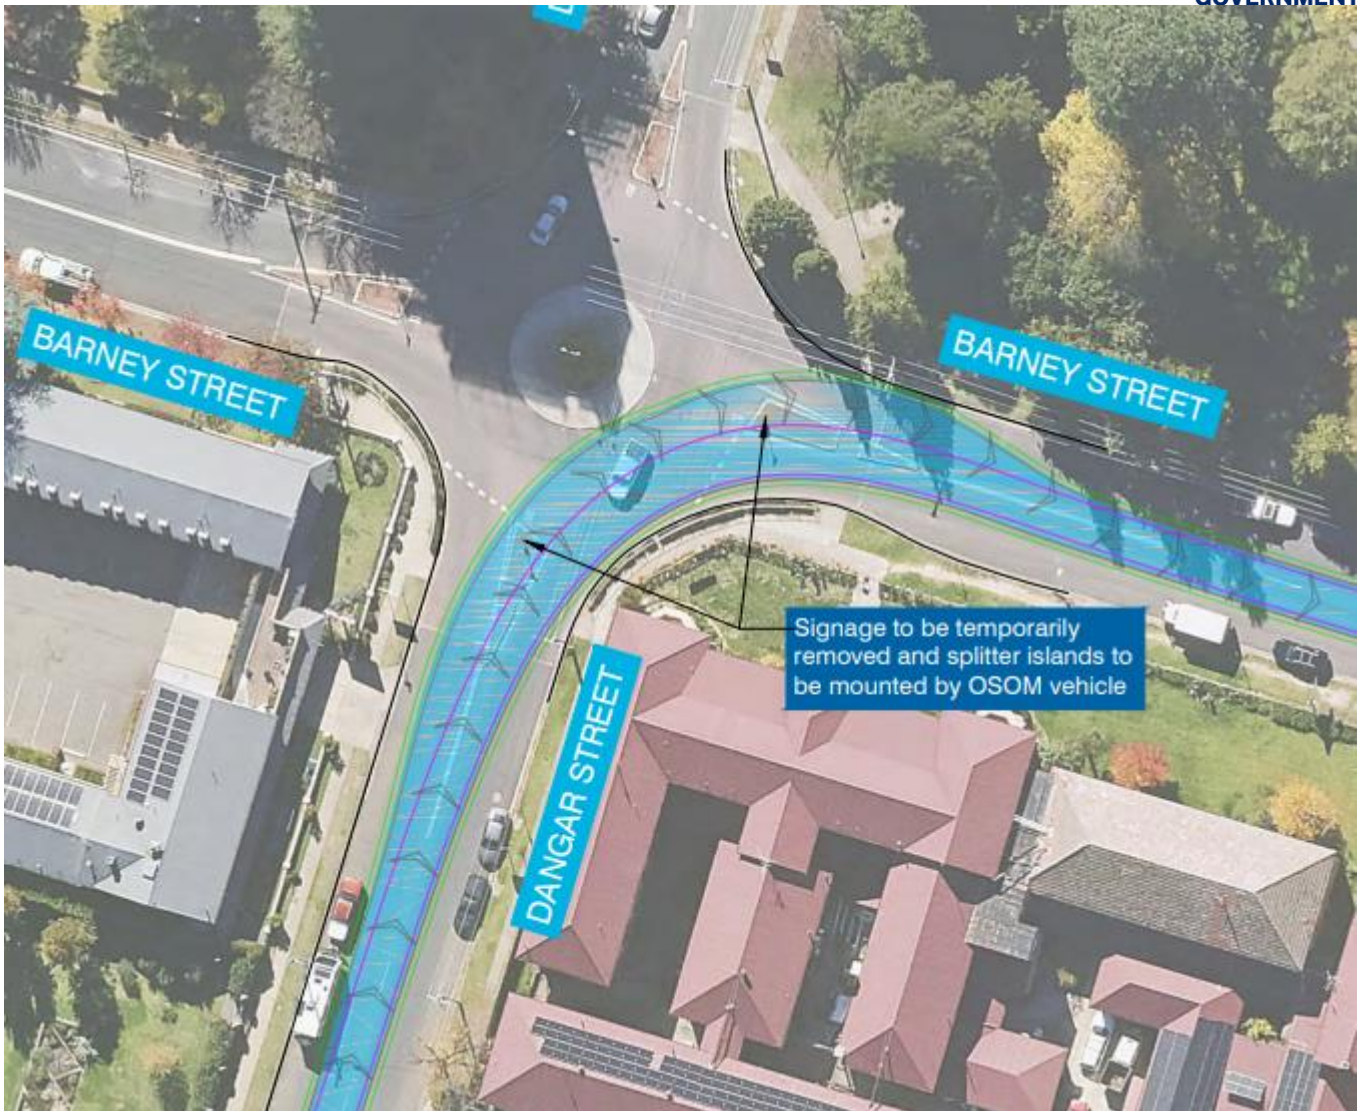 GOVERNMENT
BARNEY STREET
BARNEY STREET
Signage to be temporarily
removed and splitter islands to
be mounted by OSOM vehicle
DANGAR STREET